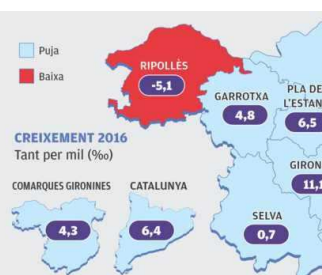 Puja
Baixa
RIPOLLÈS
-5,1
GARROTXA
4,8
PLA DE
L'ESTAN
6,5
CREIXEMENT 2016
Tant per mil (‰)
GIRON
11,1
COMARQUES GIRONINES
4,3
CATALUNYA
6,4
SELVA
0,7